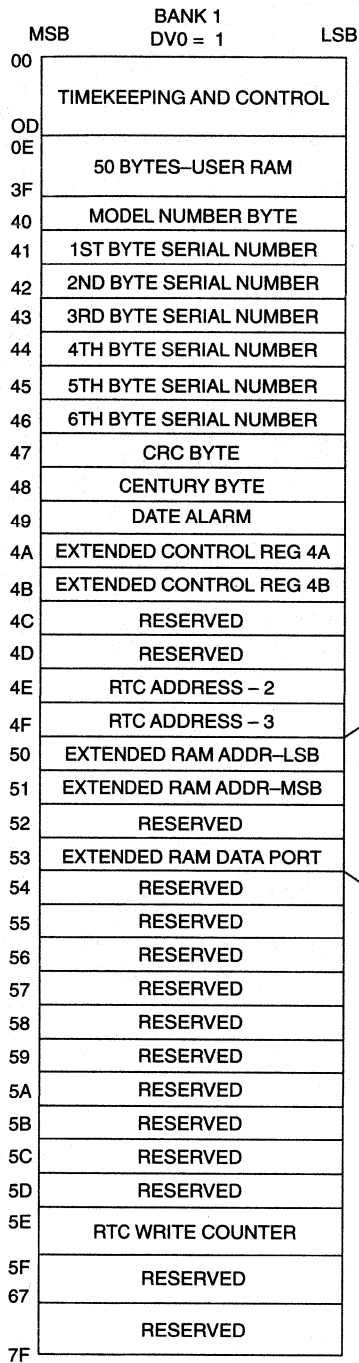 BANK 1
MSB DV0 = 1 LSB
00
TIMEKEEPING AND CONTROL
OD
0E
50 BYTES–USER RAM
3F
40 MODEL NUMBER BYTE
41 1ST BYTE SERIAL NUMBER
42 2ND BYTE SERIAL NUMBER
43 3RD BYTE SERIAL NUMBER
44 4TH BYTE SERIAL NUMBER
45 5TH BYTE SERIAL NUMBER
46 6TH BYTE SERIAL NUMBER
47 CRC BYTE
48 CENTURY BYTE
49 DATE ALARM
4A EXTENDED CONTROL REG 4A
4B EXTENDED CONTROL REG 4B
4C RESERVED
4D RESERVED
4E RTC ADDRESS – 2
4F RTC ADDRESS – 3
50 EXTENDED RAM ADDR–LSB
51 EXTENDED RAM ADDR–MSB
52 RESERVED
53 EXTENDED RAM DATA PORT
54 RESERVED
55 RESERVED
56 RESERVED
57 RESERVED
58 RESERVED
59 RESERVED
5A RESERVED
5B RESERVED
5C RESERVED
5D RESERVED
5E RTC WRITE COUNTER
5F RESERVED
67
RESERVED
7F